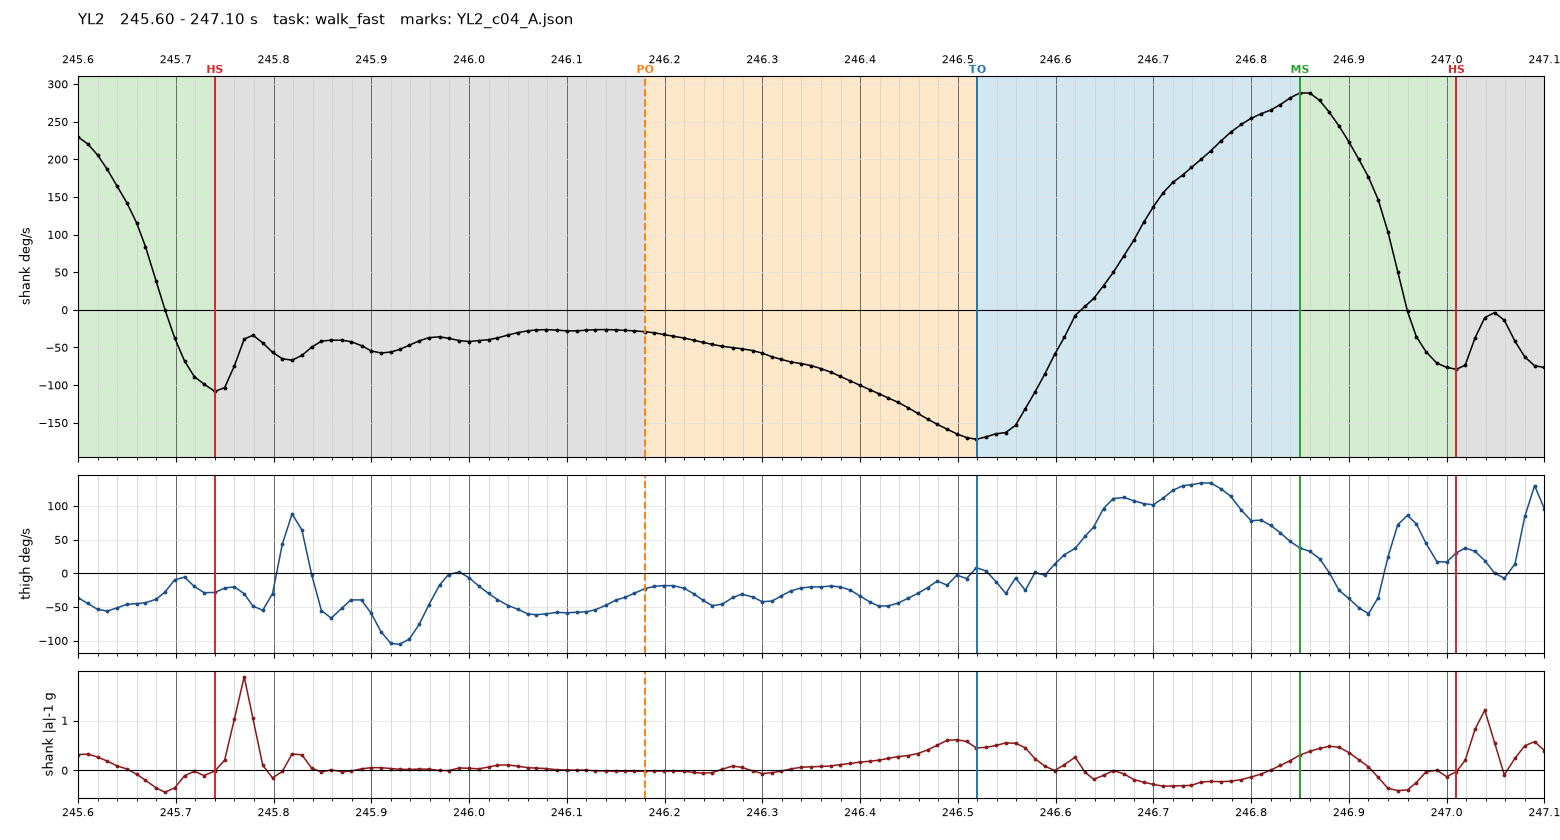 YL2   245.60 - 247.10 s   task: walk_fast   marks: YL2_c04_A.json
245.6 245.7 245.8 245.9 246.0 246.1 246.2 246.3 246.4 246.5 246.6 246.7 246.8 246.9 247.0 247.1
HS PO TO MS HS
shank deg/s
300
250
200
150
100
50
0
−50
−100
−150
thigh deg/s
100
50
0
−50
−100
shank |a|-1 g
1
0
245.6 245.7 245.8 245.9 246.0 246.1 246.2 246.3 246.4 246.5 246.6 246.7 246.8 246.9 247.0 247.1